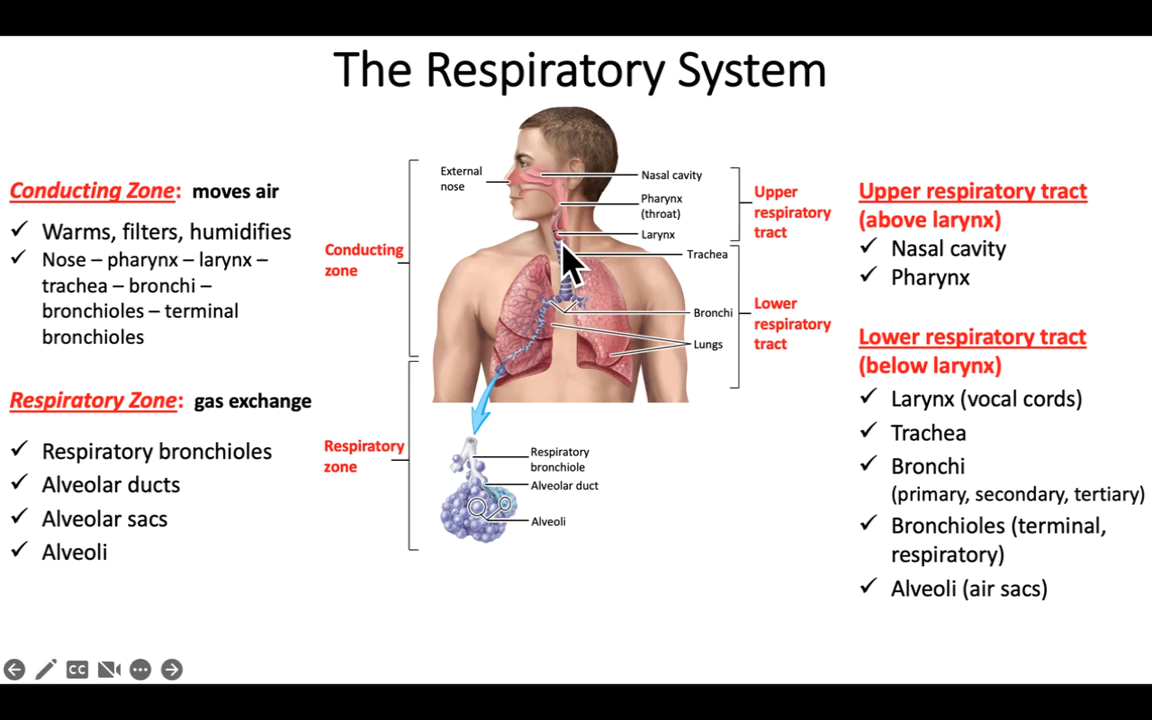 The Respiratory System
Conducting Zone: moves air
✓ Warms, filters, humidifies
✓ Nose – pharynx – larynx –
trachea – bronchi –
bronchioles – terminal
bronchioles
Respiratory Zone: gas exchange
✓ Respiratory bronchioles
✓ Alveolar ducts
✓ Alveolar sacs
✓ Alveoli
Conducting
zone
Respiratory
zone
External
nose
Nasal cavity
Pharynx
(throat)
Larynx
Trachea
Bronchi
Lungs
Respiratory
bronchiole
Alveolar duct
Alveoli
Upper
respiratory
tract
Lower
respiratory
tract
Upper respiratory tract
(above larynx)
✓ Nasal cavity
✓ Pharynx
Lower respiratory tract
(below larynx)
✓ Larynx (vocal cords)
✓ Trachea
✓ Bronchi
(primary, secondary, tertiary)
✓ Bronchioles (terminal,
respiratory)
✓ Alveoli (air sacs)
CC